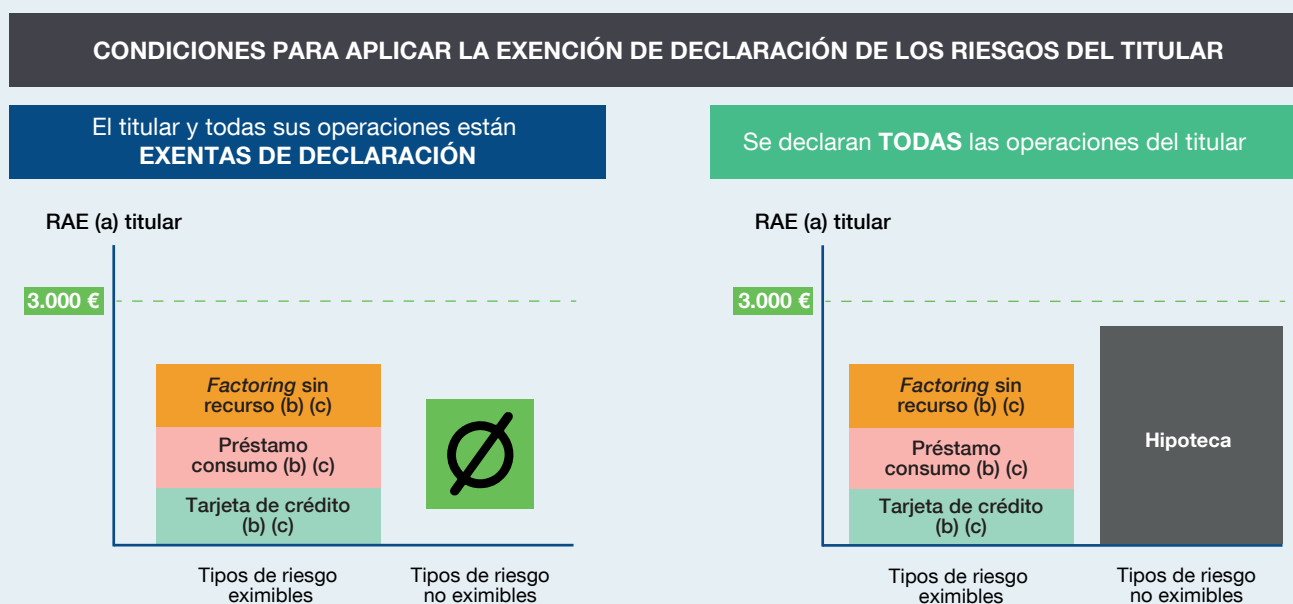 CONDICIONES PARA APLICAR LA EXENCIÓN DE DECLARACIÓN DE LOS RIESGOS DEL TITULAR
El titular y todas sus operaciones están
EXENTAS DE DECLARACIÓN
RAE (a) titular
3.000 €
Factoring sin
recurso (b) (c)
Préstamo
consumo (b) (c)
Tarjeta de crédito
(b) (c)
Ø
Tipos de riesgo
eximibles
Tipos de riesgo
no eximibles
Se declaran TODAS las operaciones del titular
RAE (a) titular
3.000 €
Factoring sin
recurso (b) (c)
Préstamo
consumo (b) (c)
Tarjeta de crédito
(b) (c)
Hipoteca
Tipos de riesgo
eximibles
Tipos de riesgo
no eximibles